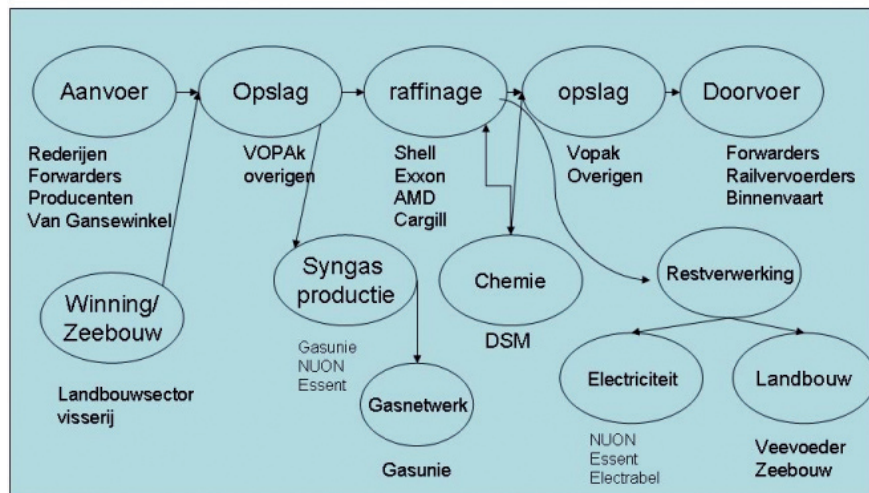 Aanvoer
Opslag
raffinage
opslag
Doorvoer
Rederijen
Forwarders
Producenten
Van Gansewinkel
VOPAk
overigen
Shell
Exxon
AMD
Cargill
Vopak
Overigen
Forwarders
Railvervoerders
Binnenvaart
Winning/
Zeebouw
Landbouwsector
visserij
Syngas
productie
Gasunie
NUON
Essent
Gasnetwerk
Gasunie
Chemie
DSM
Restverwerking
Electriciteit
NUON
Essent
Electrabel
Landbouw
Veevoeder
Zeebouw